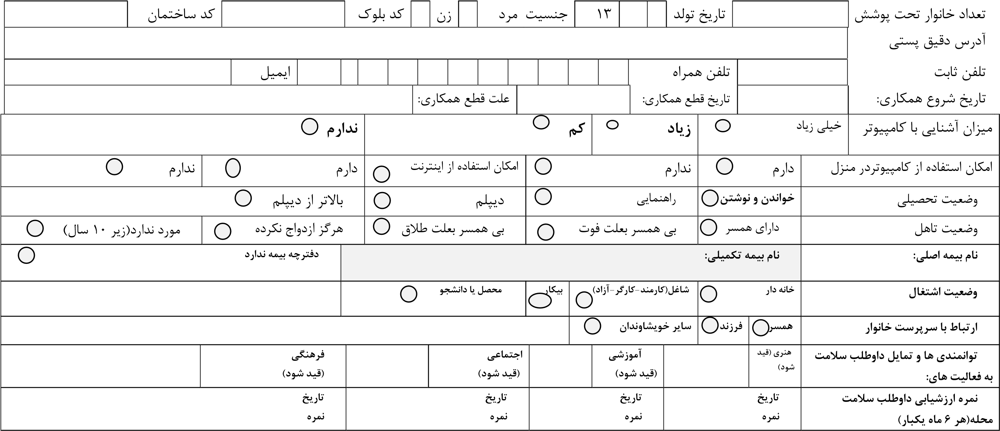 تعداد خانوار تحت پوشش تاریخ تولد ۱۳ جنسیت مرد زن کد بلوک کد ساختمان
آدرس دقیق پستی
تلفن ثابت تلفن همراه ایمیل
تاریخ شروع همکاری: تاریخ قطع همکاری: علت قطع همکاری:
میزان آشنایی با کامپیوتر خیلی زیاد زیاد کم ندارم
امکان استفاده از کامپیوتردر منزل دارم ندارم امکان استفاده از اینترنت دارم ندارم
وضعیت تحصیلی خواندن و نوشتن راهنمایی دیپلم بالاتر از دیپلم
وضعیت تاهل دارای همسر بی همسر بعلت فوت بی همسر بعلت طلاق هرگز ازدواج نکرده مورد ندارد(زیر ۱۰ سال)
نام بیمه اصلی: نام بیمه تکمیلی: دفترچه بیمه ندارد
وضعیت اشتغال خانه دار شاغل(کارمند-کارگر-آزاد) بیکار محصل یا دانشجو
ارتباط با سرپرست خانوار همسر فرزند سایر خویشاوندان
توانمندی ها و تمایل داوطلب سلامت هنری (قید آموزشی اجتماعی فرهنگی
به فعالیت های: شود) (قید شود) (قید شود) (قید شود)
نمره ارزشیابی داوطلب سلامت تاریخ تاریخ تاریخ تاریخ
محله(هر ۶ ماه یکبار) نمره نمره نمره نمره